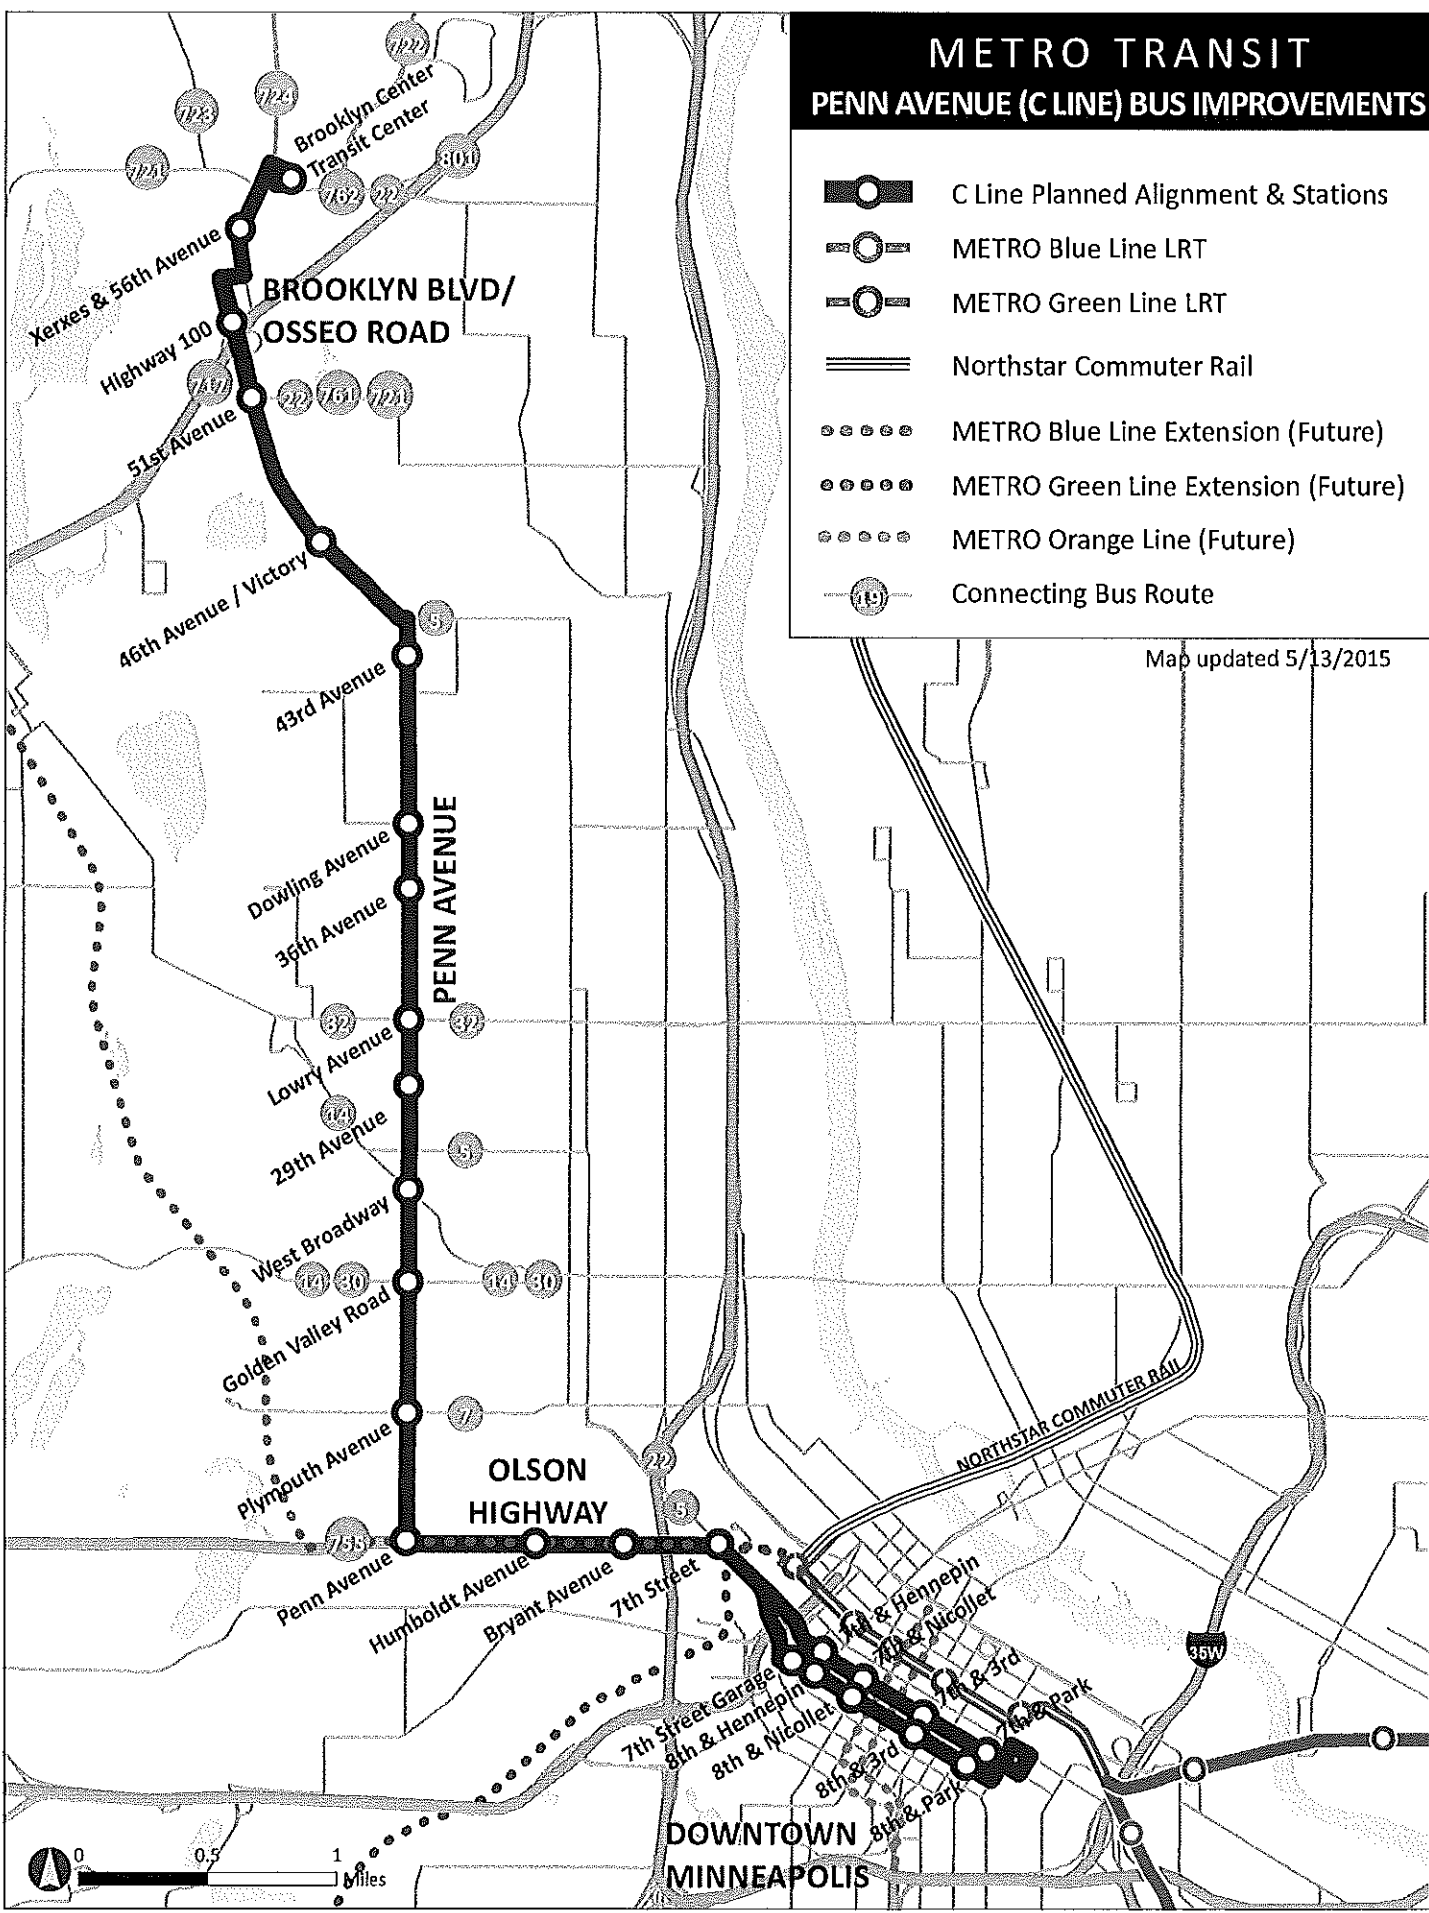 METRO TRANSIT
PENN AVENUE (C LINE) BUS IMPROVEMENTS
C Line Planned Alignment & Stations
METRO Blue Line LRT
METRO Green Line LRT
Northstar Commuter Rail
METRO Blue Line Extension (Future)
METRO Green Line Extension (Future)
METRO Orange Line (Future)
19
Connecting Bus Route
Map updated 5/13/2015
722
724
723
721
Brooklyn Center
Transit Center
801
762
22
Xerxes & 56th Avenue
BROOKLYN BLVD/
OSSEO ROAD
Highway 100
717
22
761
721
51st Avenue
46th Avenue / Victory
5
43rd Avenue
PENN AVENUE
Dowling Avenue
36th Avenue
32
32
Lowry Avenue
14
29th Avenue
5
West Broadway
14
30
14
30
Golden Valley Road
7
Plymouth Avenue
NORTHSTAR COMMUTER RAIL
22
OLSON
HIGHWAY
5
755
Penn Avenue
Humboldt Avenue
Bryant Avenue
7th Street
7th & Hennepin
7th & Nicollet
7th & 3rd
7th & Park
35W
7th Street Garage
8th & Hennepin
8th & Nicollet
8th & 3rd
8th & Park
DOWNTOWN
MINNEAPOLIS
0
0.5
1
Miles